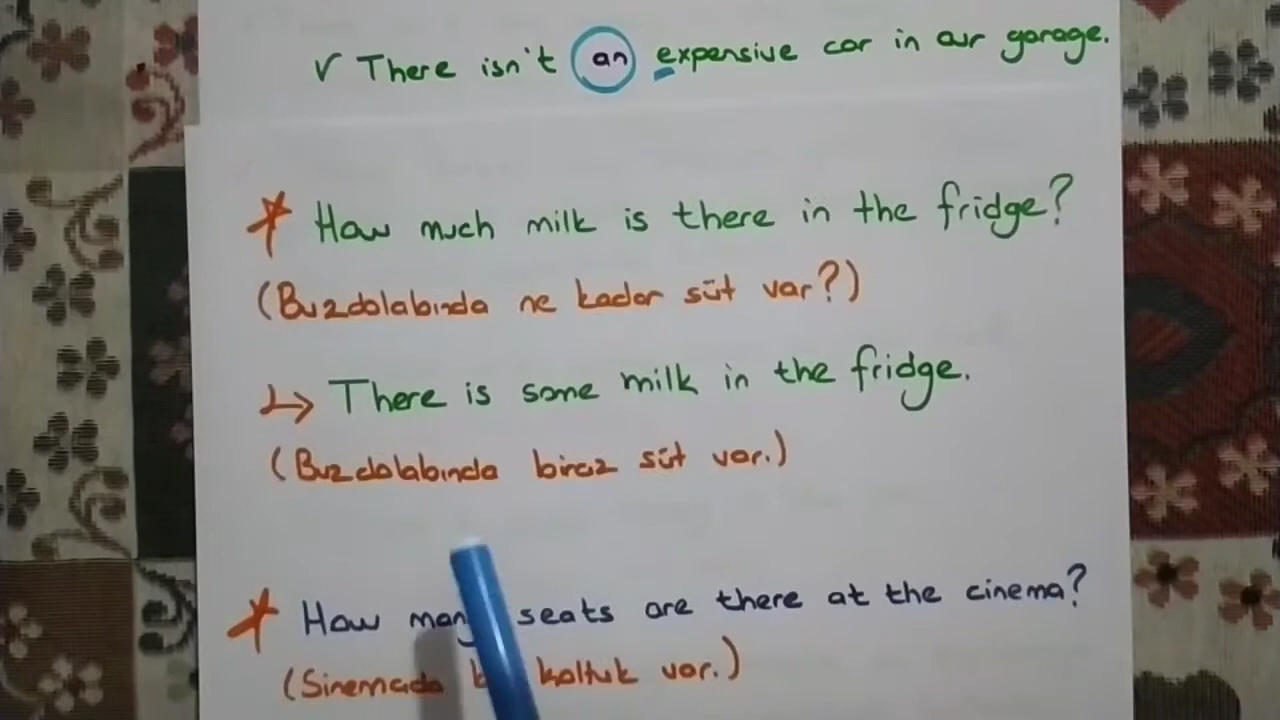 √ There isn't an expensive car in our garage.
* How much milk is there in the fridge?
(Buzdolabında ne kadar süt var?)
↳ There is some milk in the fridge.
(Buzdolabında biraz süt var.)
* How many seats are there at the cinema?
(Sinemada koltuk var.)